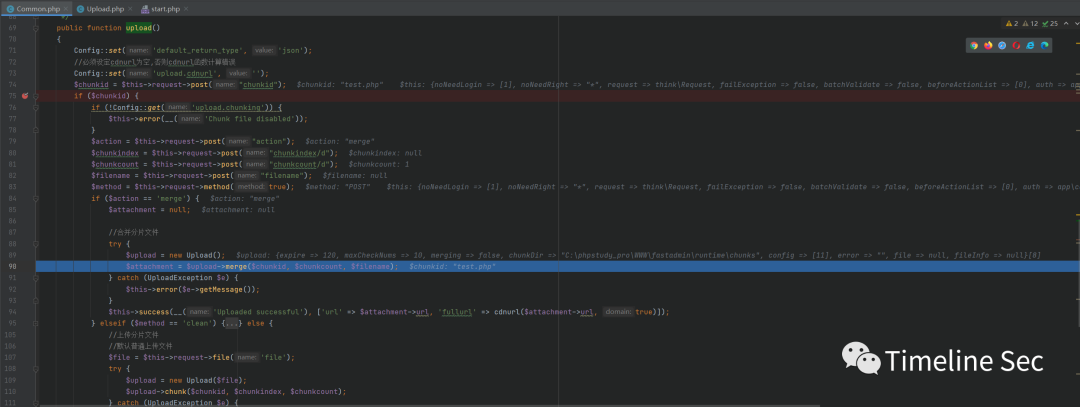 Common.php × Upload.php × start.php ×
2 12 25
68 */
69 public function upload()
70 {
71 Config::set( name: 'default_return_type', value: 'json');
72 //必须设定cdnurl为空,否则cdnurl函数计算错误
73 Config::set( name: 'upload.cdnurl', value: '');
74 $chunkid = $this->request->post( name: "chunkid"); $chunkid: "test.php" $this: {noNeedLogin => [1], noNeedRight => "*", request => think\Request, failException => false, batchValidate => false, beforeActionList => [0], auth => ap
75 if ($chunkid) {
76 if (!Config::get( name: 'upload.chunking')) {
77 $this->error(__( name: 'Chunk file disabled'));
78 }
79 $action = $this->request->post( name: "action"); $action: "merge"
80 $chunkindex = $this->request->post( name: "chunkindex/d"); $chunkindex: null
81 $chunkcount = $this->request->post( name: "chunkcount/d"); $chunkcount: 1
82 $filename = $this->request->post( name: "filename"); $filename: null
83 $method = $this->request->method( method: true); $method: "POST" $this: {noNeedLogin => [1], noNeedRight => "*", request => think\Request, failException => false, batchValidate => false, beforeActionList => [0], auth => app\c
84 if ($action == 'merge') { $action: "merge"
85 $attachment = null; $attachment: null
86
87 //合并分片文件
88 try {
89 $upload = new Upload(); $upload: {expire => 120, maxCheckNums => 10, merging => false, chunkDir => "C:\phpstudy_pro\WWW\fastadmin\runtime\chunks", config => [11], error => "", file => null, fileInfo => null}[8]
90 $attachment = $upload->merge($chunkid, $chunkcount, $filename); $chunkid: "test.php"
91 } catch (UploadException $e) {
92 $this->error($e->getMessage());
93 }
94 $this->success(__( name: 'Uploaded successful'), ['url' => $attachment->url, 'fullurl' => cdnurl($attachment->url, domain: true)]);
95 } elseif ($method == 'clean') {...} else {
105 //上传分片文件
106 //默认普通上传文件
107 $file = $this->request->file( name: 'file');
108 try {
109 $upload = new Upload($file);
110 $upload->chunk($chunkid, $chunkindex, $chunkcount);
111 } catch (UploadException $e) {
Timeline Sec